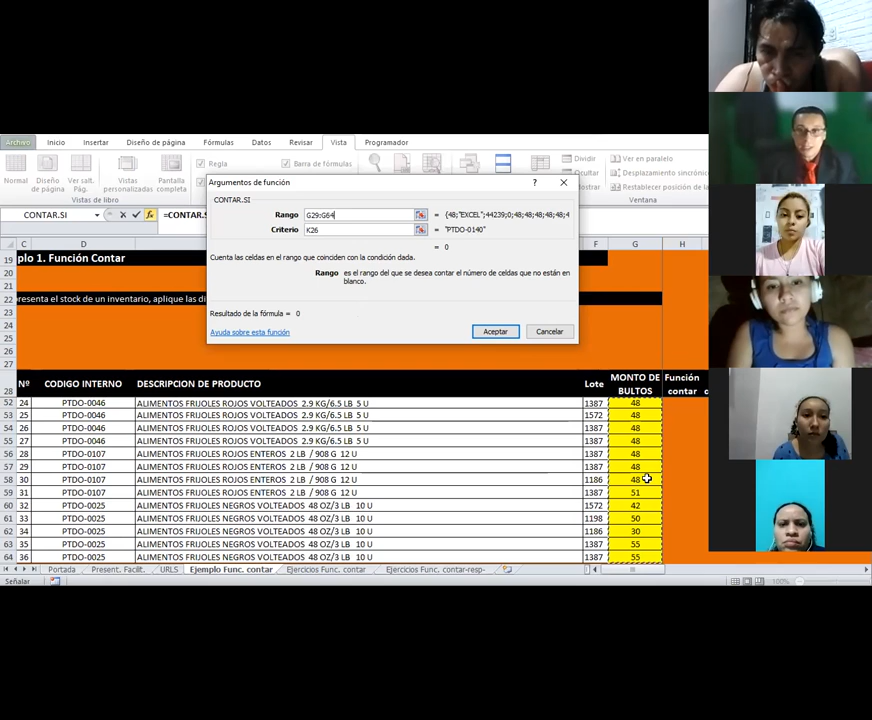 Archivo Inicio Insertar Diseño de página Fórmulas Datos Revisar Vista Programador
Regla Barra de fórmulas Dividir Ver en paralelo
Normal Diseño de página Ver salt. Pág. Vistas personalizadas Pantalla completa Ocultar Desplazamiento sincrónico
Restablecer posición de la
Vistas de libro Ventana
Argumentos de función ? X
CONTAR.SI =CONTAR.S
CONTAR.SI
Rango G29:G64 = {48;"EXCEL";44239;0;48;48;48;48;48;4
Criterio K26 = "PTDO-0140"
= 0
Cuenta las celdas en el rango que coinciden con la condición dada.
Rango es el rango del que se desea contar el número de celdas que no están en
blanco.
Resultado de la fórmula = 0
Ayuda sobre esta función Aceptar Cancelar
C D F G H
19 plo 1. Función Contar
20
21
22 presenta el stock de un inventario, aplique las di
23
24
25
26
27
28 Nº CODIGO INTERNO DESCRIPCION DE PRODUCTO Lote MONTO DE BULTOS Función contar
52 24 PTDO-0046 ALIMENTOS FRIJOLES ROJOS VOLTEADOS 2.9 KG/6.5 LB 5 U 1387 48
53 25 PTDO-0046 ALIMENTOS FRIJOLES ROJOS VOLTEADOS 2.9 KG/6.5 LB 5 U 1572 48
54 26 PTDO-0046 ALIMENTOS FRIJOLES ROJOS VOLTEADOS 2.9 KG/6.5 LB 5 U 1387 48
55 27 PTDO-0046 ALIMENTOS FRIJOLES ROJOS VOLTEADOS 2.9 KG/6.5 LB 5 U 1387 48
56 28 PTDO-0107 ALIMENTOS FRIJOLES ROJOS ENTEROS 2 LB / 908 G 12 U 1387 48
57 29 PTDO-0107 ALIMENTOS FRIJOLES ROJOS ENTEROS 2 LB / 908 G 12 U 1387 48
58 30 PTDO-0107 ALIMENTOS FRIJOLES ROJOS ENTEROS 2 LB / 908 G 12 U 1186 48
59 31 PTDO-0107 ALIMENTOS FRIJOLES ROJOS ENTEROS 2 LB / 908 G 12 U 1387 51
60 32 PTDO-0025 ALIMENTOS FRIJOLES NEGROS VOLTEADOS 48 OZ/3 LB 10 U 1572 42
61 33 PTDO-0025 ALIMENTOS FRIJOLES NEGROS VOLTEADOS 48 OZ/3 LB 10 U 1198 50
62 34 PTDO-0025 ALIMENTOS FRIJOLES NEGROS VOLTEADOS 48 OZ/3 LB 10 U 1186 30
63 35 PTDO-0025 ALIMENTOS FRIJOLES NEGROS VOLTEADOS 48 OZ/3 LB 10 U 1387 55
64 36 PTDO-0025 ALIMENTOS FRIJOLES NEGROS VOLTEADOS 48 OZ/3 LB 10 U 1387 55
Portada Present. Facilit. URLS Ejemplo Func. contar Ejercicios Func. contar Ejercicios Func. contar-resp-
Señalar 100%